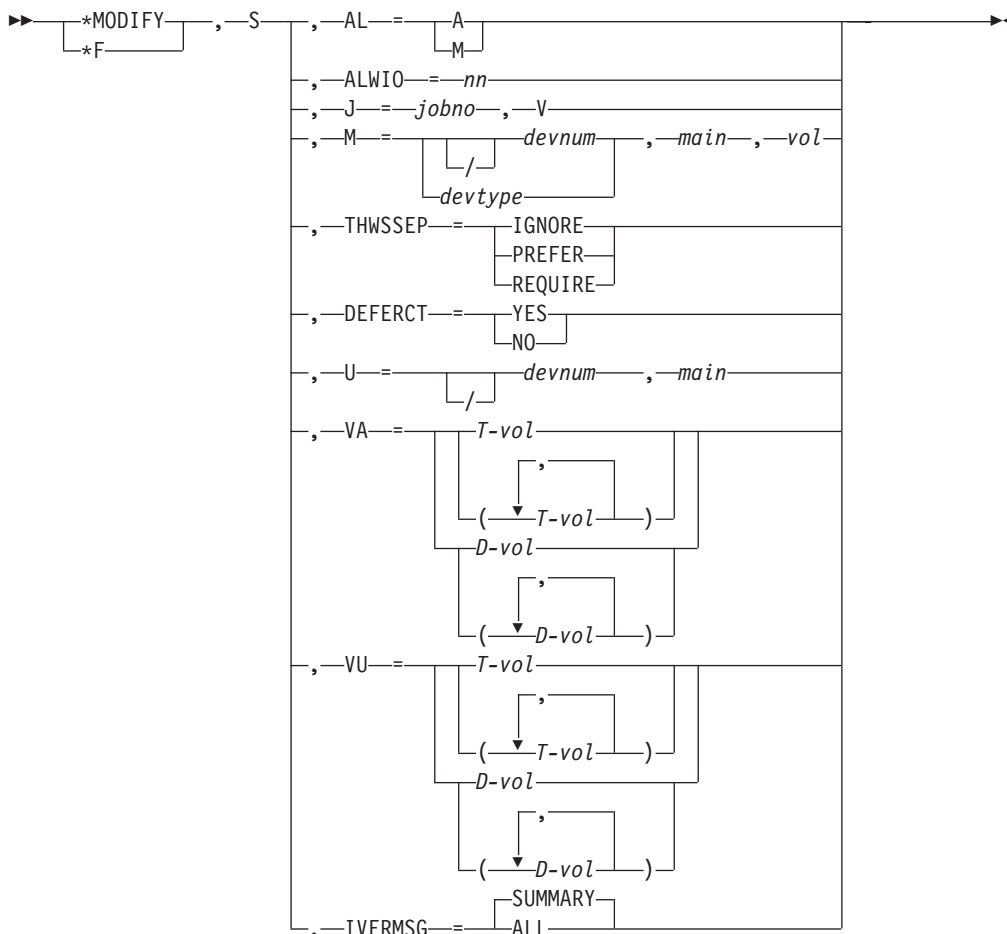 *MODIFY , S , AL = A
*F M
, ALWIO = nn
, J = jobno , V
, M = devnum , main , vol
/
devtype
, THWSSEP = IGNORE
PREFER
REQUIRE
, DEFERCT = YES
NO
, U = devnum , main
/
, VA = T-vol
,
( T-vol )
D-vol
,
( D-vol )
, VU = T-vol
,
( T-vol )
D-vol
,
( D-vol )
SUMMARY
, IVERMSG = ALL